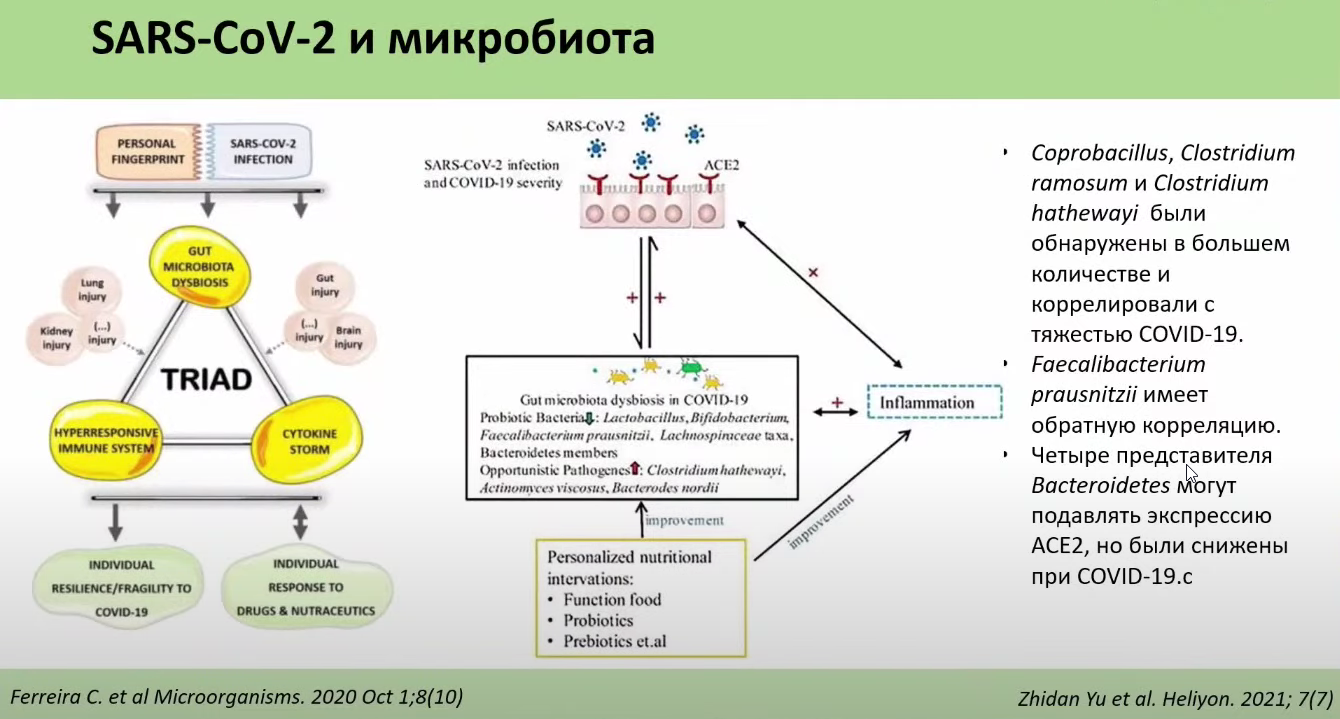 SARS-CoV-2 и микробиота
PERSONAL
FINGERPRINT
SARS-COV-2
INFECTION
GUT
MICROBIOTA
DYSBIOSIS
Lung
injury
Kidney
injury
(...)
injury
Gut
injury
(...)
injury
Brain
injury
TRIAD
HYPERRESPONSIVE
IMMUNE SYSTEM
CYTOKINE
STORM
INDIVIDUAL
RESILIENCE/FRAGILITY TO
COVID-19
INDIVIDUAL
RESPONSE TO
DRUGS & NUTRACEUTICS
SARS-CoV-2
SARS-CoV-2 infection
and COVID-19 severity
ACE2
+ +
×
+
Gut microbiota dysbiosis in COVID-19
Probiotic Bacteria: Lactobacillus, Bifidobacterium,
Faecalibacterium prausnitzii, Lachnospiraceae taxa,
Bacteroidetes members
Opportunistic Pathogenes: Clostridium hathewayi,
Actinomyces viscosus, Bacterodes nordii
Inflammation
improvement
improvement
Personalized nutritional
intervations:
• Function food
• Probiotics
• Prebiotics et.al
• Coprobacillus, Clostridium
ramosum и Clostridium
hathewayi были
обнаружены в большем
количестве и
коррелировали с
тяжестью COVID-19.
• Faecalibacterium
prausnitzii имеет
обратную корреляцию.
• Четыре представителя
Bacteroidetes могут
подавлять экспрессию
ACE2, но были снижены
при COVID-19.с
Ferreira C. et al Microorganisms. 2020 Oct 1;8(10)
Zhidan Yu et al. Heliyon. 2021; 7(7)